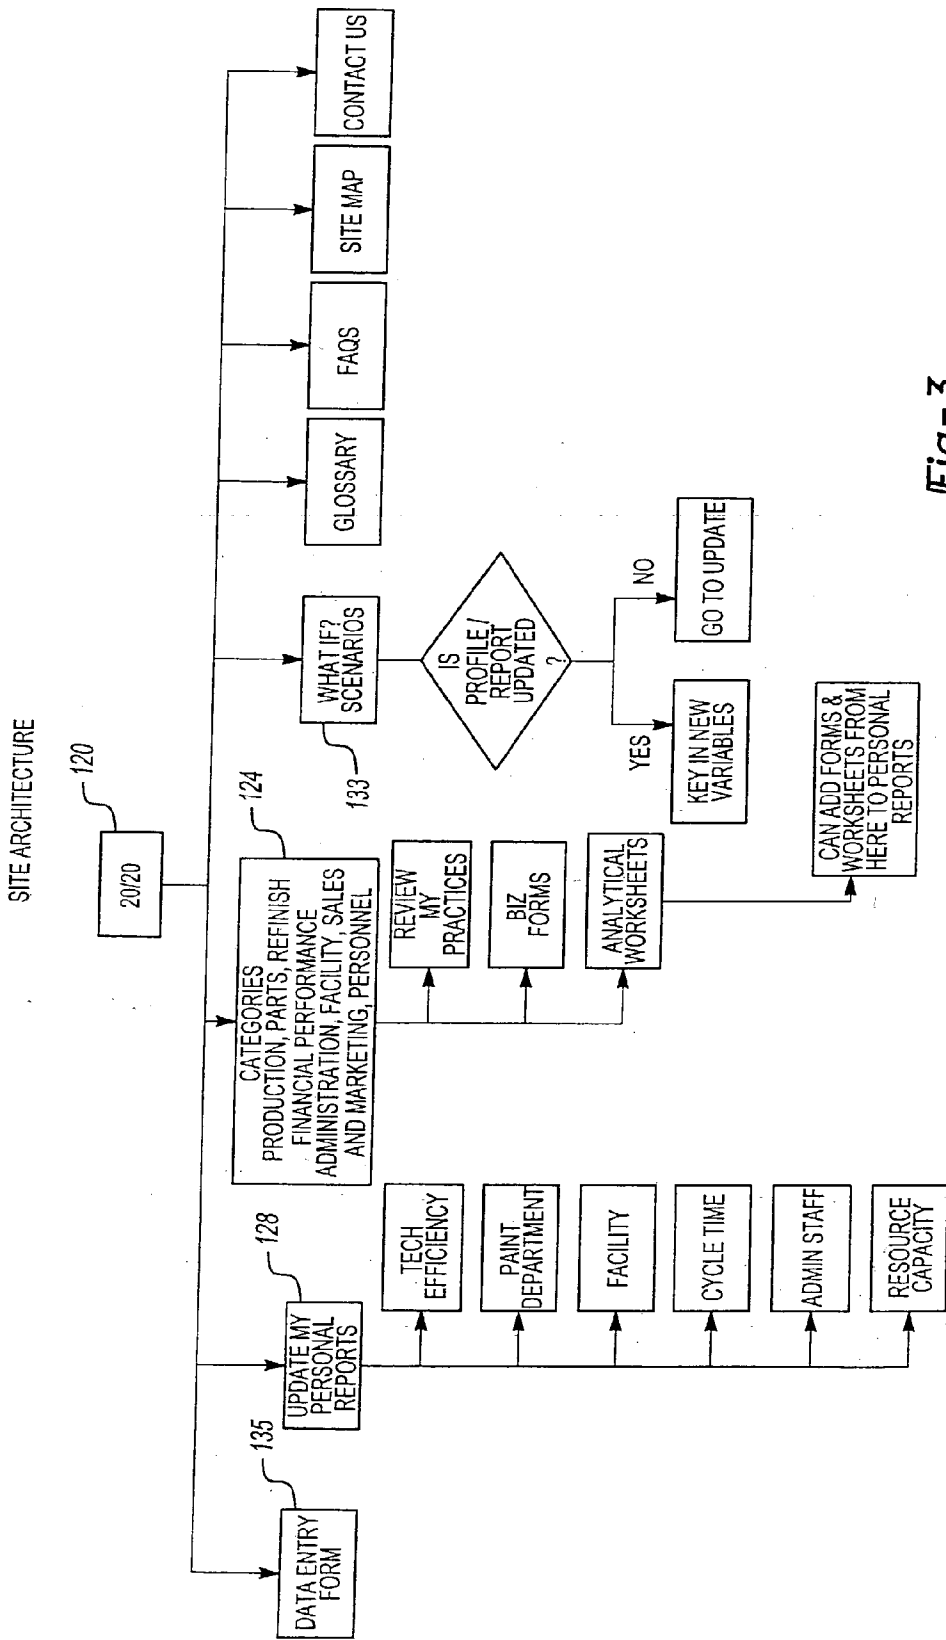 SITE ARCHITECTURE
20/20
120
DATA ENTRY
FORM
135
UPDATE MY
PERSONAL
REPORTS
128
TECH
EFFICIENCY
PAINT
DEPARTMENT
FACILITY
CYCLE TIME
ADMIN STAFF
RESOURCE
CAPACITY
CATEGORIES
PRODUCTION, PARTS, REFINISH
FINANCIAL PERFORMANCE
ADMINISTRATION, FACILITY, SALES
AND MARKETING, PERSONNEL
124
REVIEW
MY
PRACTICES
BIZ
FORMS
ANALYTICAL
WORKSHEETS
CAN ADD FORMS &
WORKSHEETS FROM
HERE TO PERSONAL
REPORTS
WHAT IF?
SCENARIOS
133
IS
PROFILE /
REPORT
UPDATED
?
YES
NO
KEY IN NEW
VARIABLES
GO TO UPDATE
GLOSSARY
FAQS
SITE MAP
CONTACT US
Fig-3